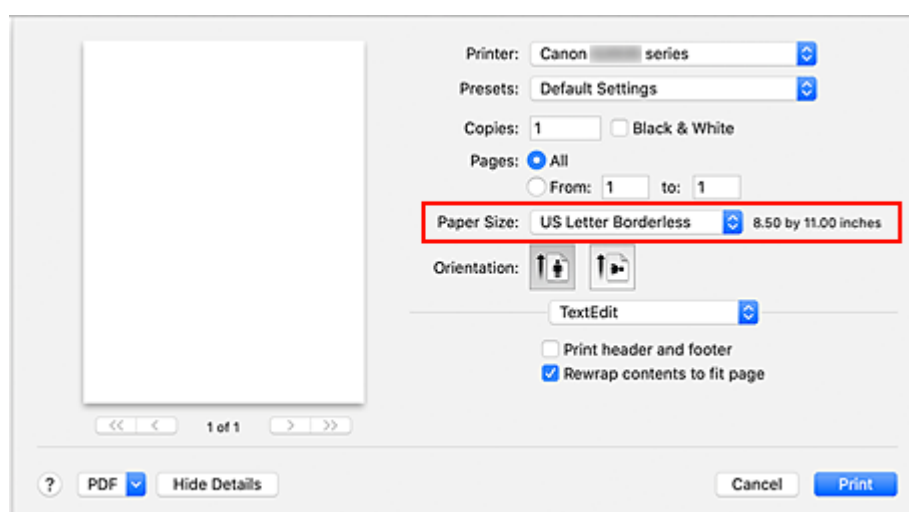 Printer: Canon series
Presets: Default Settings
Copies: 1 Black & White
Pages: All
From: 1 to: 1
Paper Size: US Letter Borderless 8.50 by 11.00 inches
Orientation:
TextEdit
Print header and footer
Rewrap contents to fit page
<< < 1 of 1 > >>
? PDF Hide Details Cancel Print